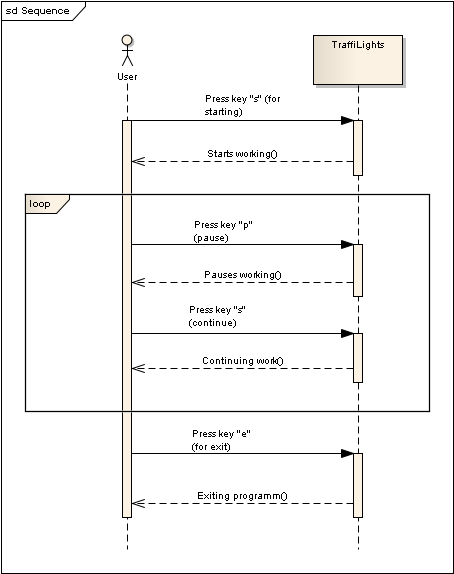 sd Sequence
User
TraffiLights
Press key "s" (for
starting)
Starts working()
loop
Press key "p"
(pause)
Pauses working()
Press key "s"
(continue)
Continuing work()
Press key "e"
(for exit)
Exiting programm()